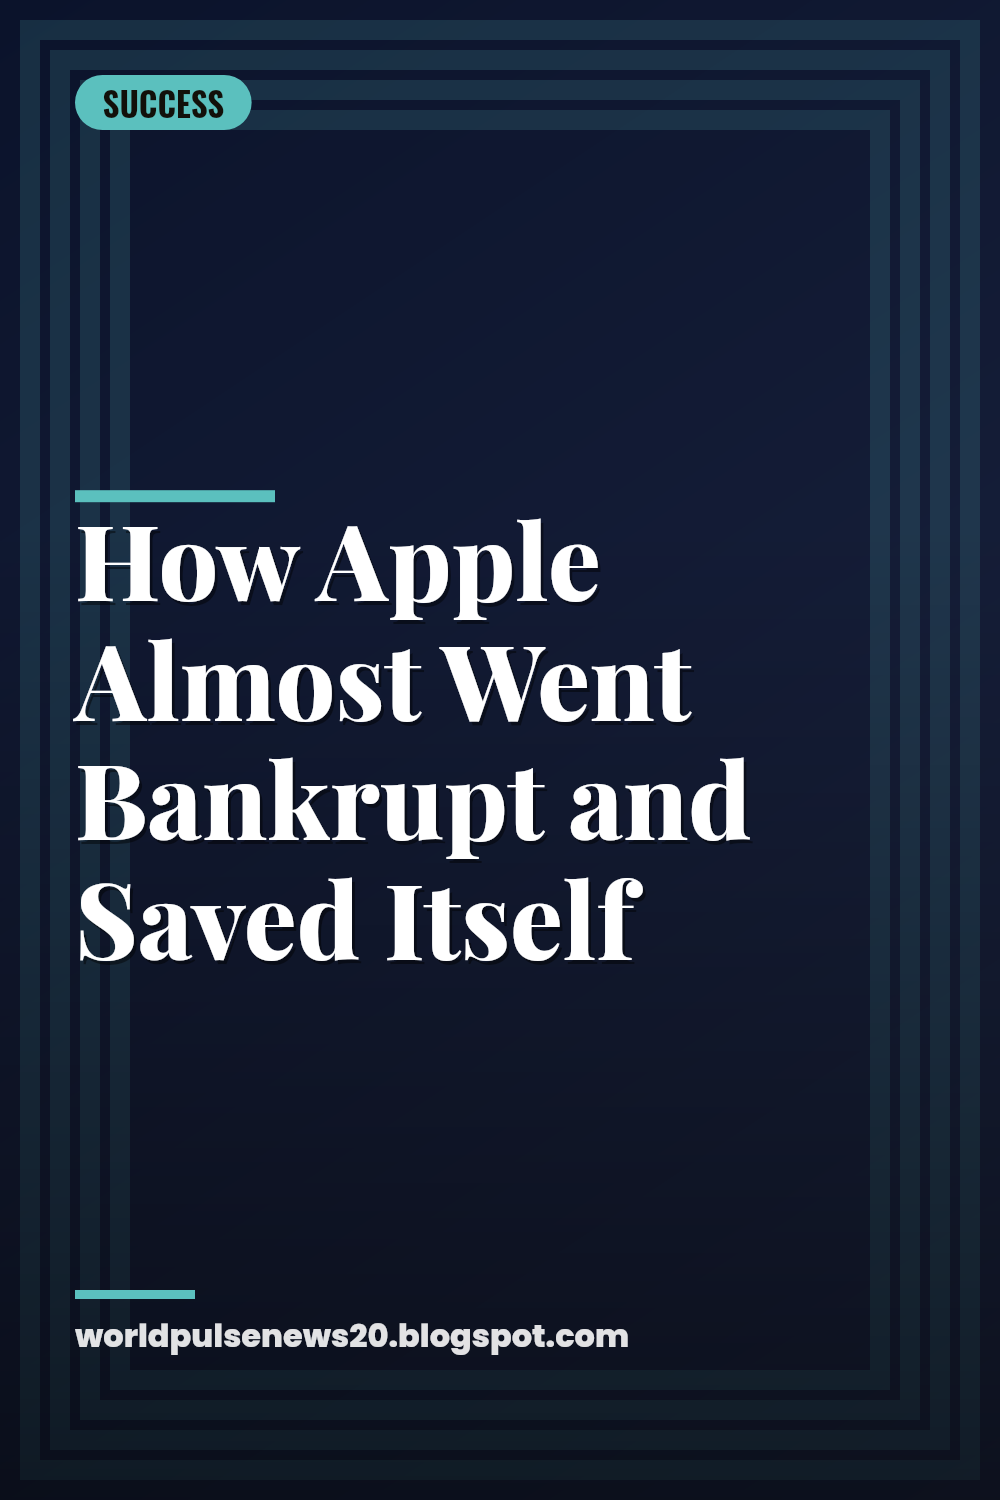 SUCCESS
How Apple
Almost Went
Bankrupt and
Saved Itself
worldpulsenews20.blogspot.com